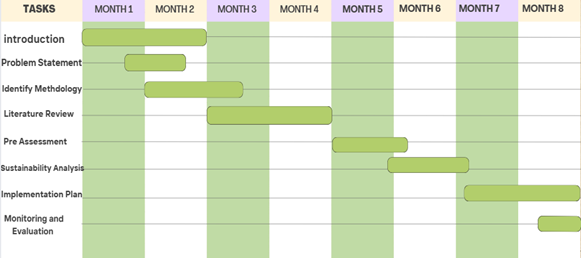 TASKS MONTH 1 MONTH 2 MONTH 3 MONTH 4 MONTH 5 MONTH 6 MONTH 7 MONTH 8
introduction
Problem Statement
Identify Methdology
Literature Review
Pre Assessment
Sustainability Analysis
Implementation Plan
Monitoring and
Evaluation